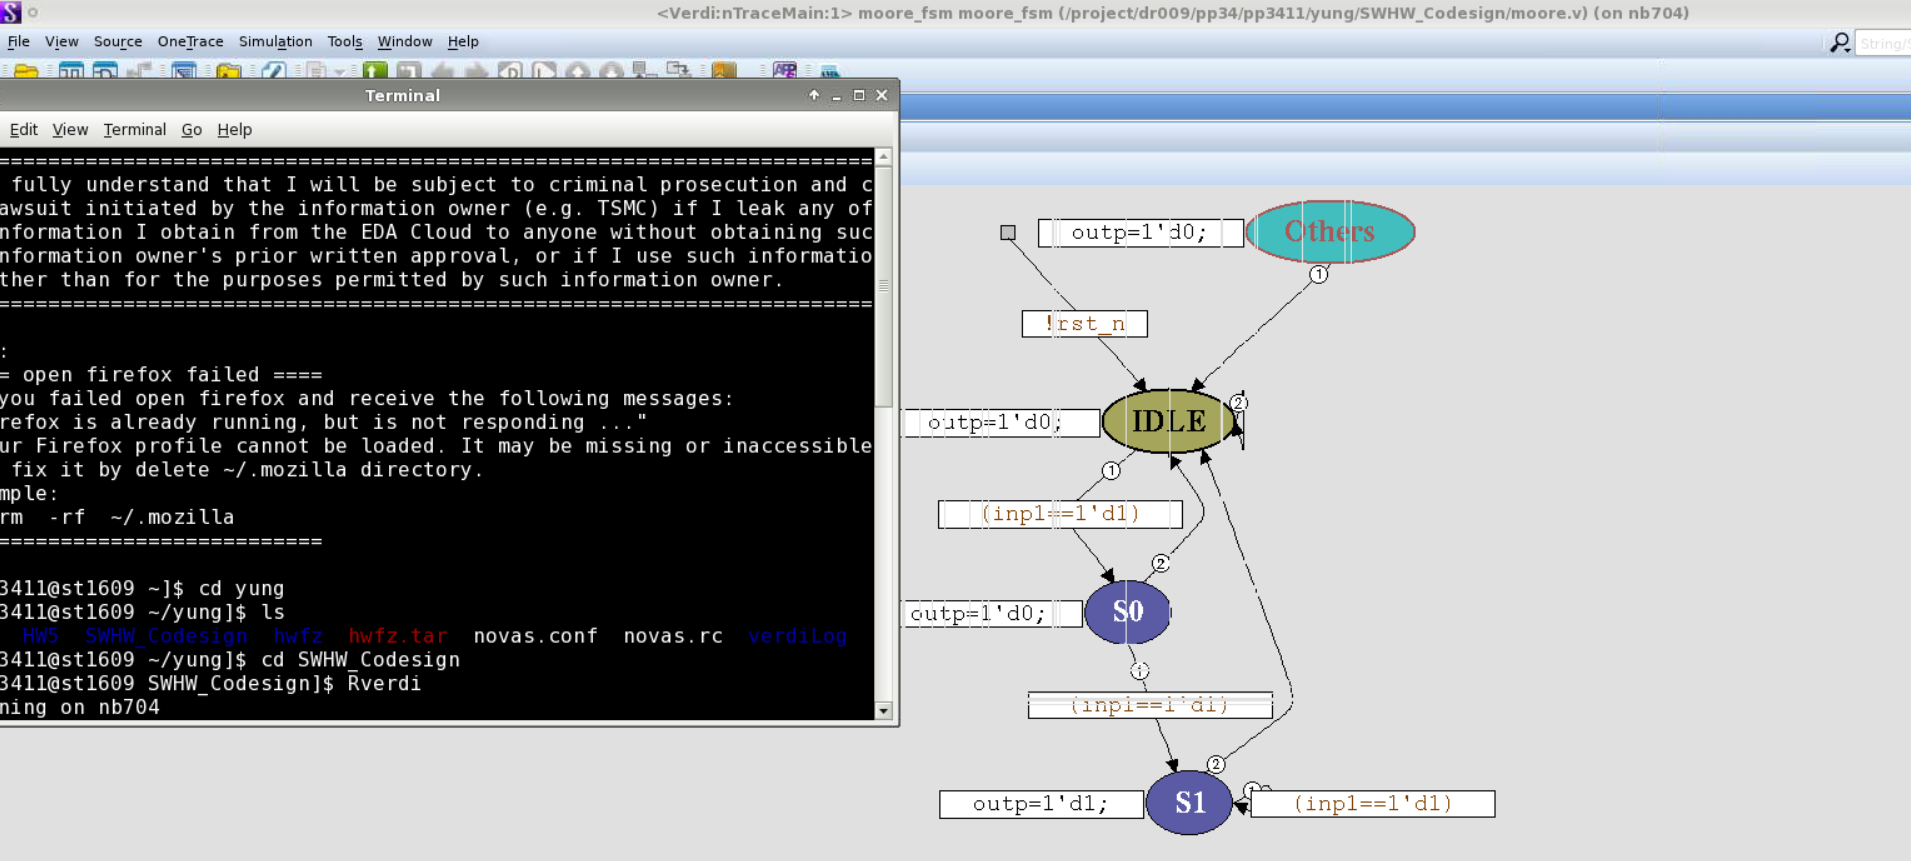 <Verdi:nTraceMain:1> moore_fsm moore_fsm (/project/dr009/pp34/pp3411/yung/SWHW_Codesign/moore.v) (on nb704)
File View Source OneTrace Simulation Tools Window Help
Terminal
Edit View Terminal Go Help
================================================================================
fully understand that I will be subject to criminal prosecution and c
awsuit initiated by the information owner (e.g. TSMC) if I leak any of
nformation I obtain from the EDA Cloud to anyone without obtaining suc
nformation owner's prior written approval, or if I use such informatio
ther than for the purposes permitted by such information owner.
================================================================================
:
= open firefox failed ====
you failed open firefox and receive the following messages:
refox is already running, but is not responding ..."
ur Firefox profile cannot be loaded. It may be missing or inaccessible
fix it by delete ~/.mozilla directory.
mple:
rm  -rf  ~/.mozilla
==========================
3411@st1609 ~]$ cd yung
3411@st1609 ~/yung]$ ls
HW5  SWHW_Codesign  hwfz  hwfz.tar  novas.conf  novas.rc  verdiLog
3411@st1609 ~/yung]$ cd SWHW_Codesign
3411@st1609 SWHW_Codesign]$ Rverdi
ning on nb704
outp=1'd0;
Others
1
!rst_n
outp=1'd0;
IDLE
2
1
(inp1==1'd1)
2
outp=1'd0;
S0
1
(inp1==1'd1)
2
outp=1'd1;
S1
1
(inp1==1'd1)